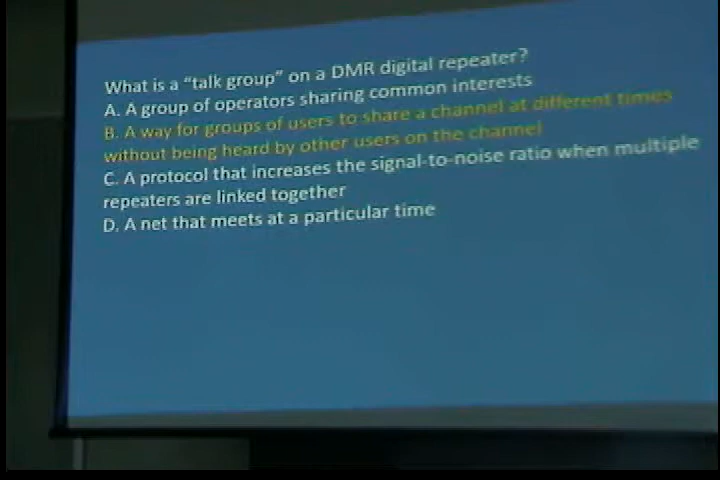 What is a “talk group” on a DMR digital repeater?
A. A group of operators sharing common interests
B. A way for groups of users to share a channel at different times
without being heard by other users on the channel
C. A protocol that increases the signal-to-noise ratio when multiple
repeaters are linked together
D. A net that meets at a particular time